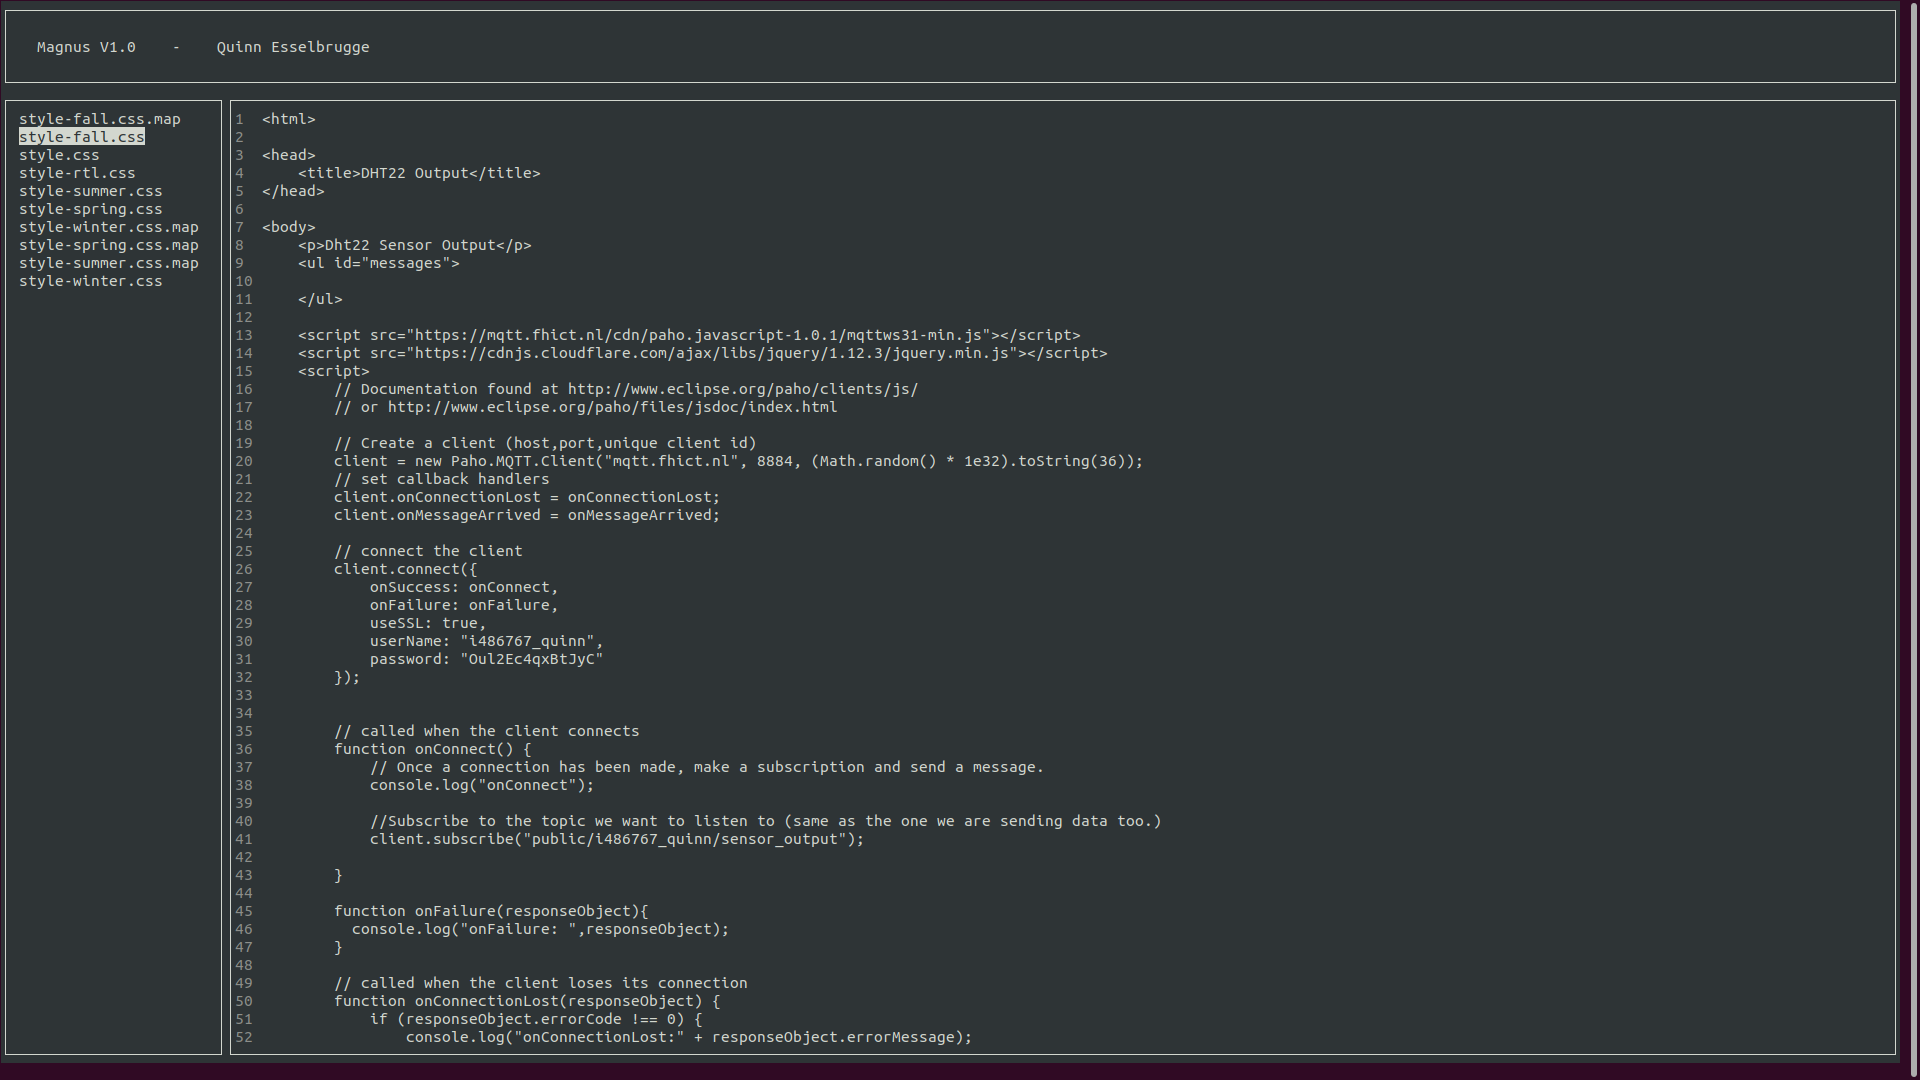 Magnus V1.0    -    Quinn Esselbrugge
style-fall.css.map
style-fall.css
style.css
style-rtl.css
style-summer.css
style-spring.css
style-winter.css.map
style-spring.css.map
style-summer.css.map
style-winter.css
1  <html>
2
3  <head>
4      <title>DHT22 Output</title>
5  </head>
6
7  <body>
8      <p>Dht22 Sensor Output</p>
9      <ul id="messages">
10
11     </ul>
12
13     <script src="https://mqtt.fhict.nl/cdn/paho.javascript-1.0.1/mqttws31-min.js"></script>
14     <script src="https://cdnjs.cloudflare.com/ajax/libs/jquery/1.12.3/jquery.min.js"></script>
15     <script>
16         // Documentation found at http://www.eclipse.org/paho/clients/js/
17         // or http://www.eclipse.org/paho/files/jsdoc/index.html
18
19         // Create a client (host,port,unique client id)
20         client = new Paho.MQTT.Client("mqtt.fhict.nl", 8884, (Math.random() * 1e32).toString(36));
21         // set callback handlers
22         client.onConnectionLost = onConnectionLost;
23         client.onMessageArrived = onMessageArrived;
24
25         // connect the client
26         client.connect({
27             onSuccess: onConnect,
28             onFailure: onFailure,
29             useSSL: true,
30             userName: "i486767_quinn",
31             password: "Oul2Ec4qxBtJyC"
32         });
33
34
35         // called when the client connects
36         function onConnect() {
37             // Once a connection has been made, make a subscription and send a message.
38             console.log("onConnect");
39
40             //Subscribe to the topic we want to listen to (same as the one we are sending data too.)
41             client.subscribe("public/i486767_quinn/sensor_output");
42
43         }
44
45         function onFailure(responseObject){
46           console.log("onFailure: ",responseObject);
47         }
48
49         // called when the client loses its connection
50         function onConnectionLost(responseObject) {
51             if (responseObject.errorCode !== 0) {
52                 console.log("onConnectionLost:" + responseObject.errorMessage);